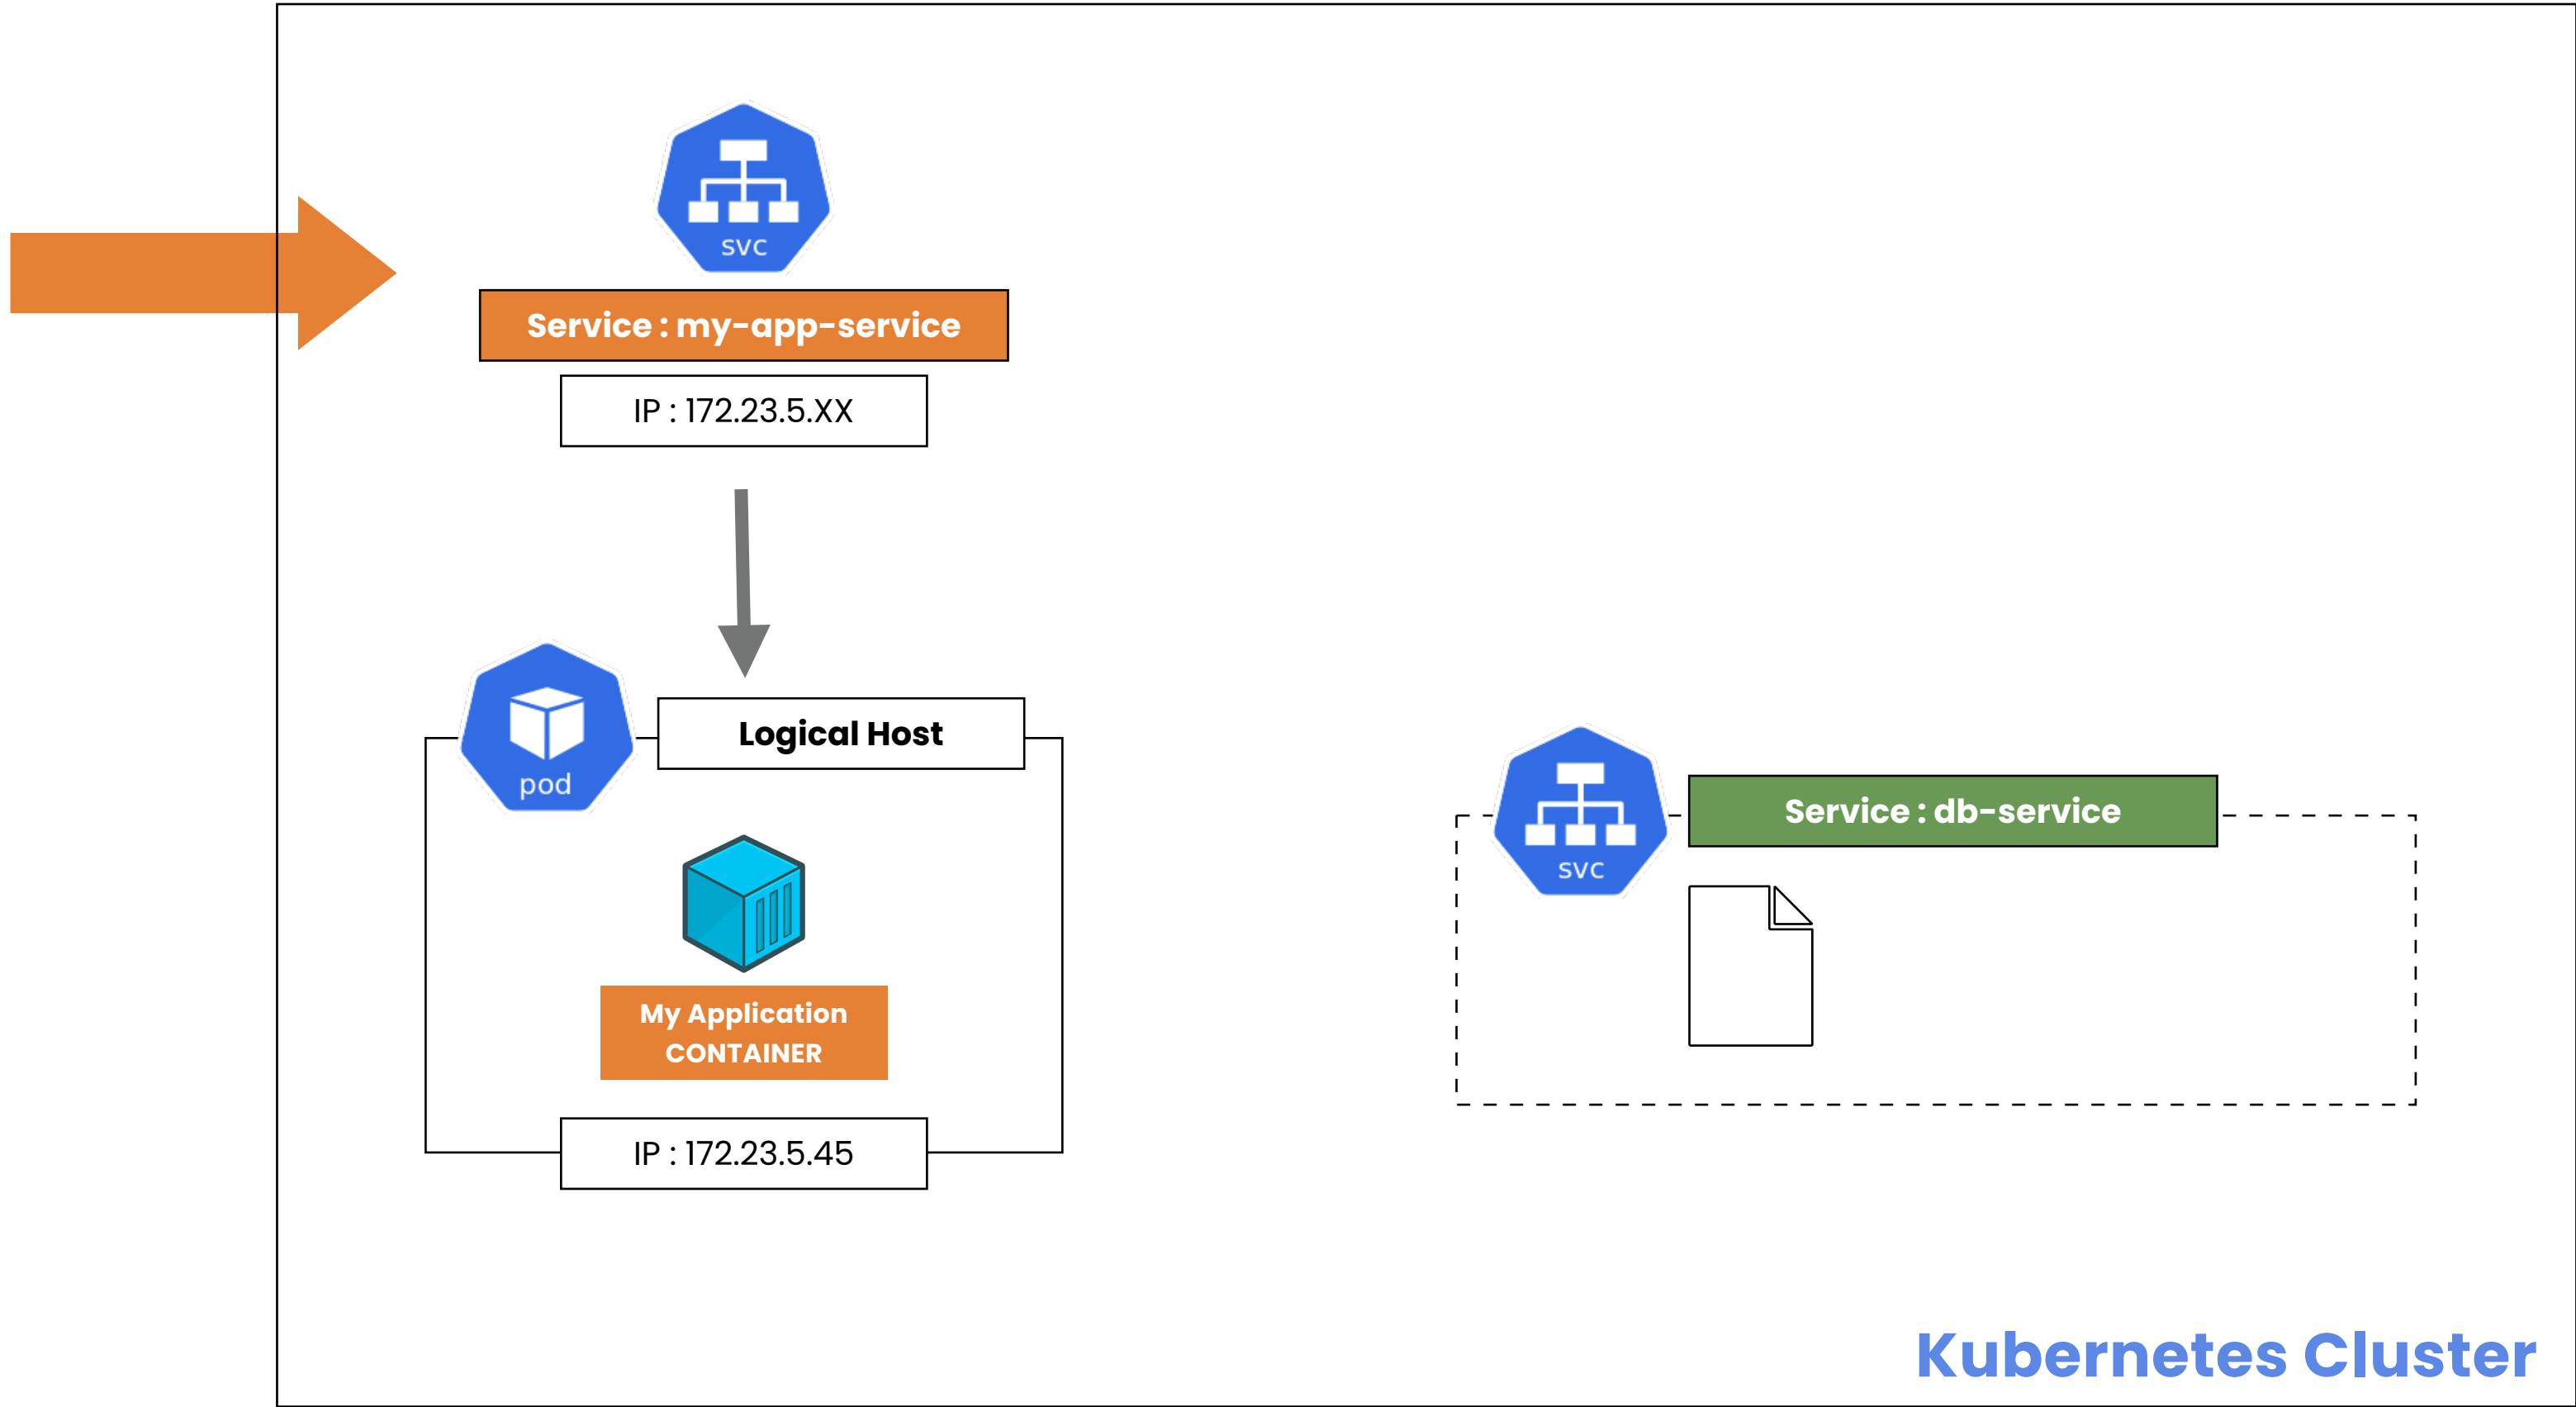 svc
Service : my-app-service
IP : 172.23.5.XX
pod
Logical Host
My Application
CONTAINER
IP : 172.23.5.45
svc
Service : db-service
Kubernetes Cluster